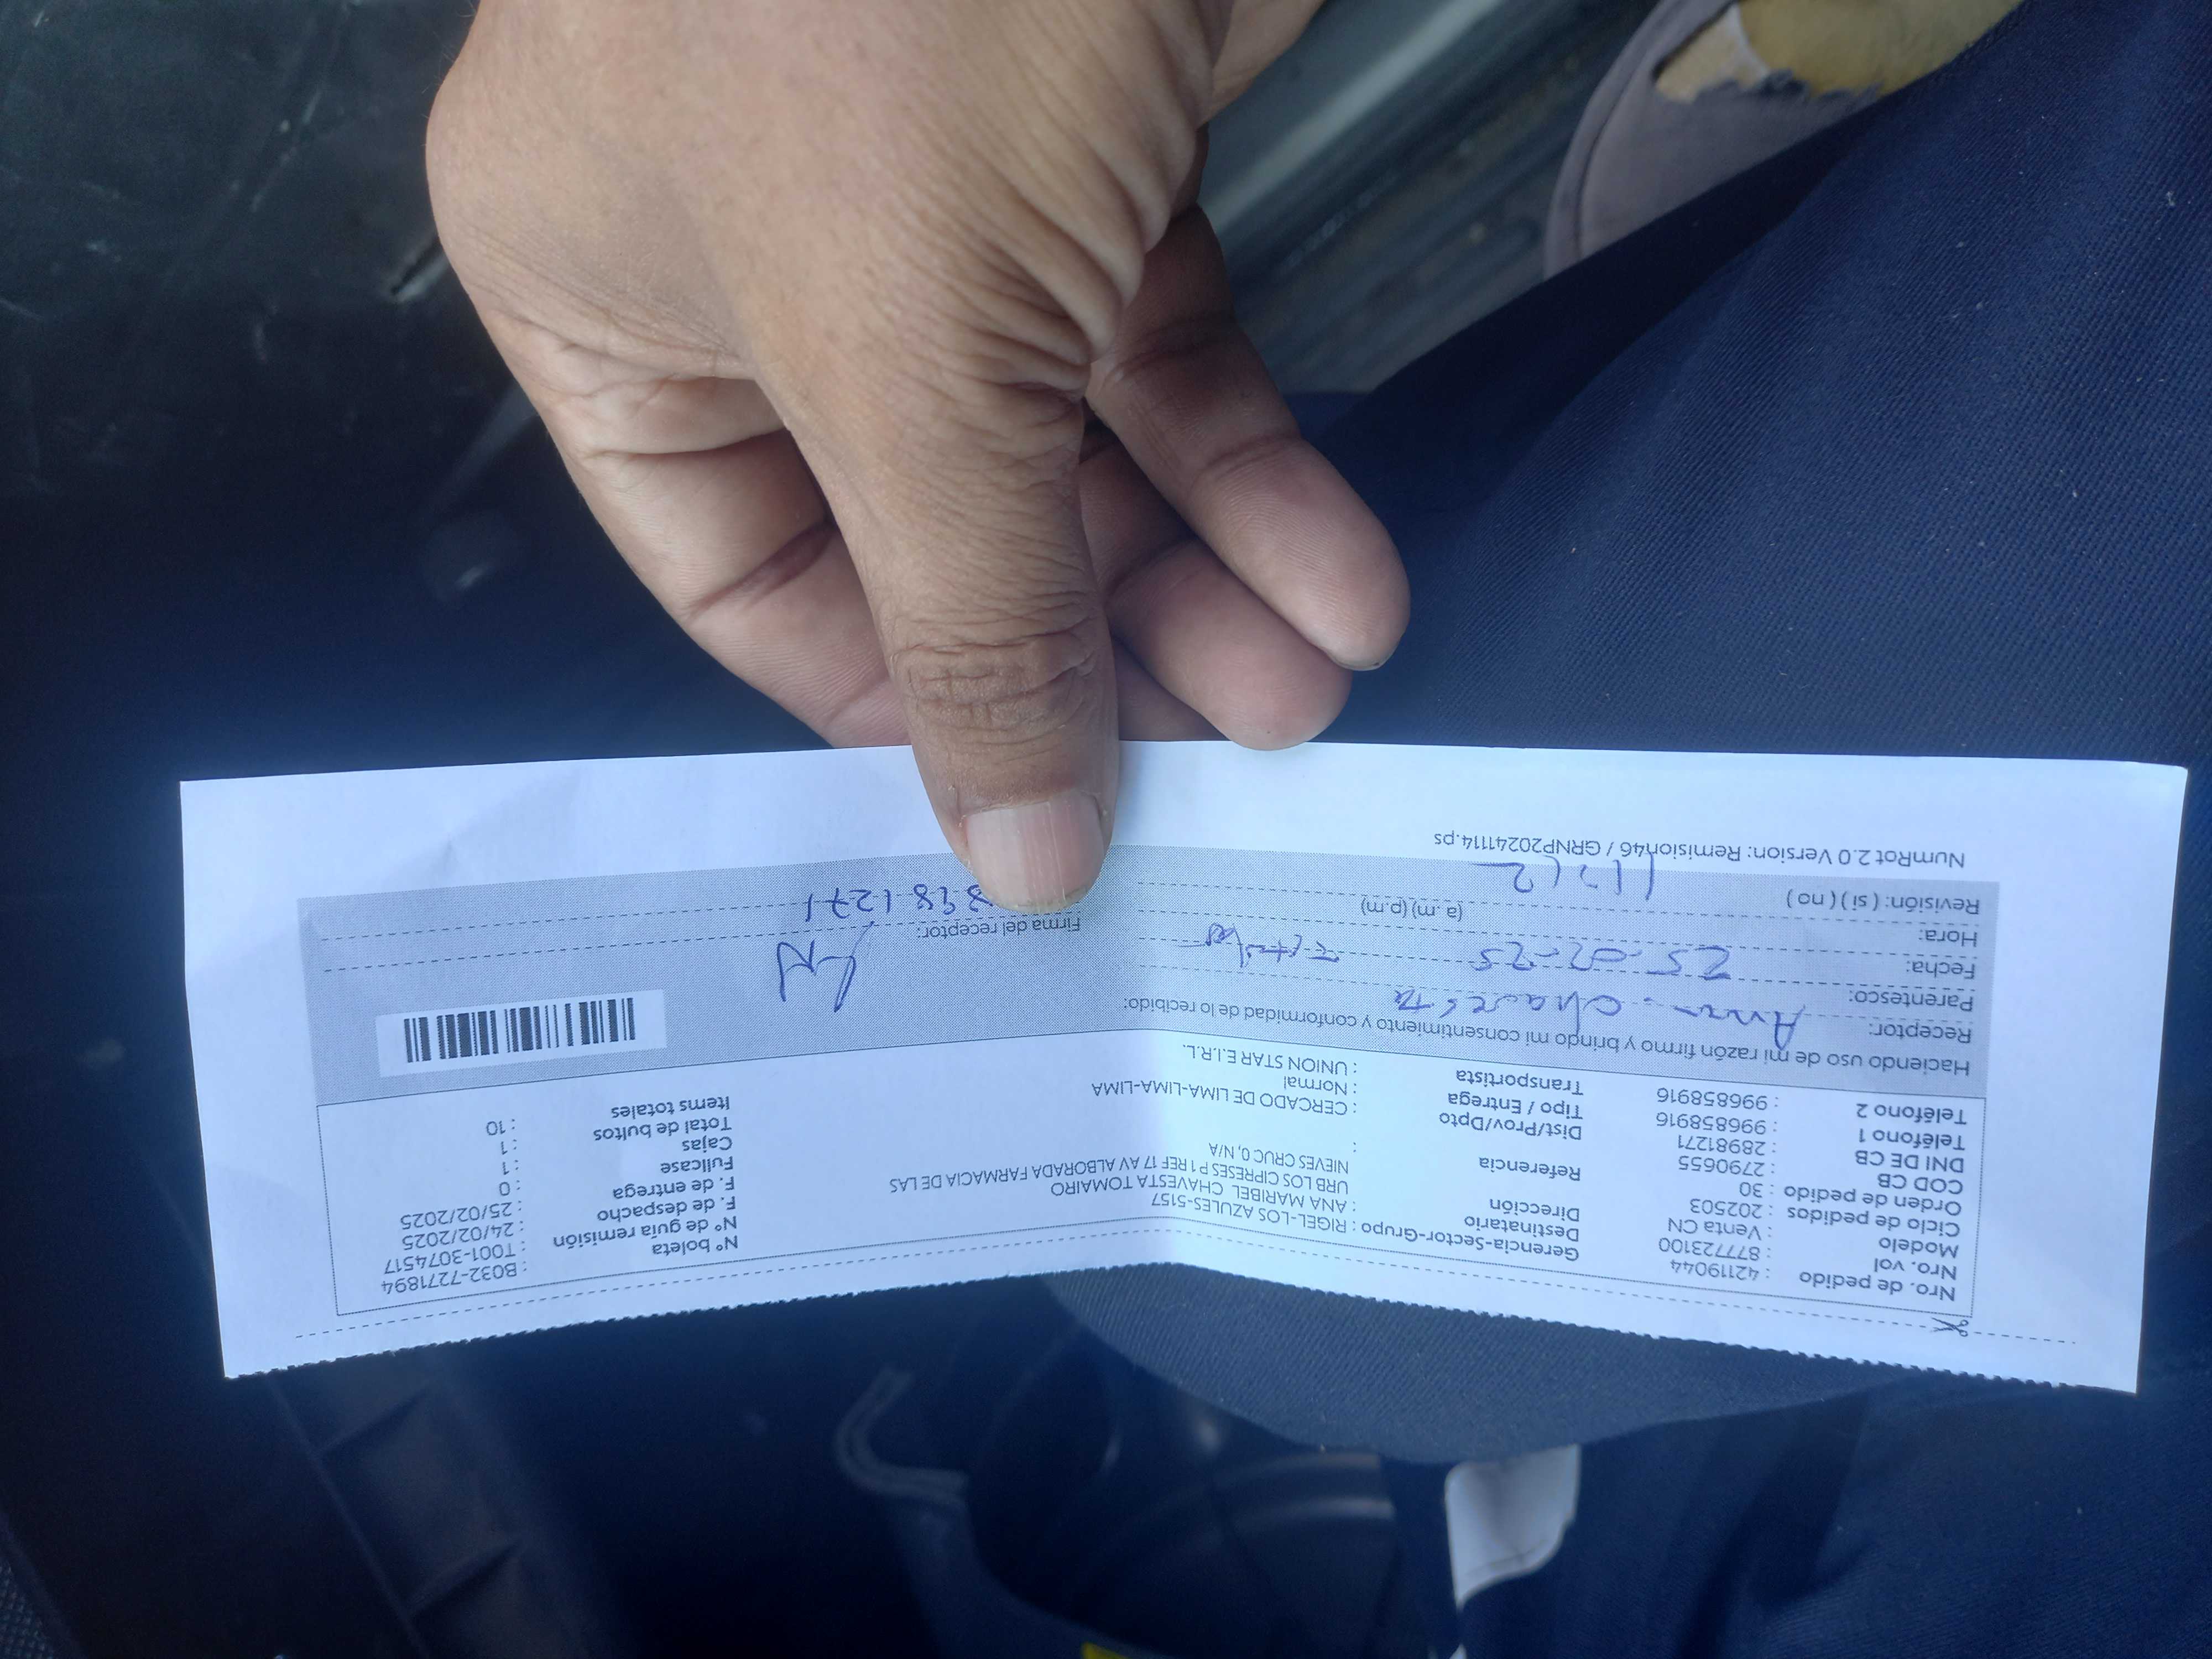 Nro. de pedido : 42119044
Nro. vol : 877723100
Modelo : Venta CN
Ciclo de pedidos : 202503
Orden de pedido : 30
COD CB : 2790655
DNI DE CB : 28981271
Teléfono 1 : 996858916
Teléfono 2 : 996858916
Gerencia-Sector-Grupo : RIGEL-LOS AZULES-5157
Destinatario : ANA MARIBEL CHAVESTA TOMAIRO
Dirección : URB LOS CIPRESES P 1 REF 17 AV ALBORADA FARMACIA DE LAS
NIEVES CRUC 0, N/A
Referencia :
Dist/Prov/Dpto : CERCADO DE LIMA-LIMA-LIMA
Tipo / Entrega : Normal
Transportista : UNION STAR E.I.R.L.
Nº boleta : B032-7271894
Nº de guía remisión : T001-3074517
F. de despacho : 24/02/2025
F. de entrega : 25/02/2025
Fullcase : 0
Cajas : 1
Total de bultos : 1
Items totales : 10
Haciendo uso de mi razón firmo y brindo mi consentimiento y conformidad de lo recibido:
Receptor: Ana Chavesta
Parentesco:
Fecha: 25-02-25
Hora: (a.m) (p.m)
Revisión: ( si ) ( no )
Firma del receptor:
8981271
NumRot 2.0 Version: Remision46 / GRNP20241114.ps